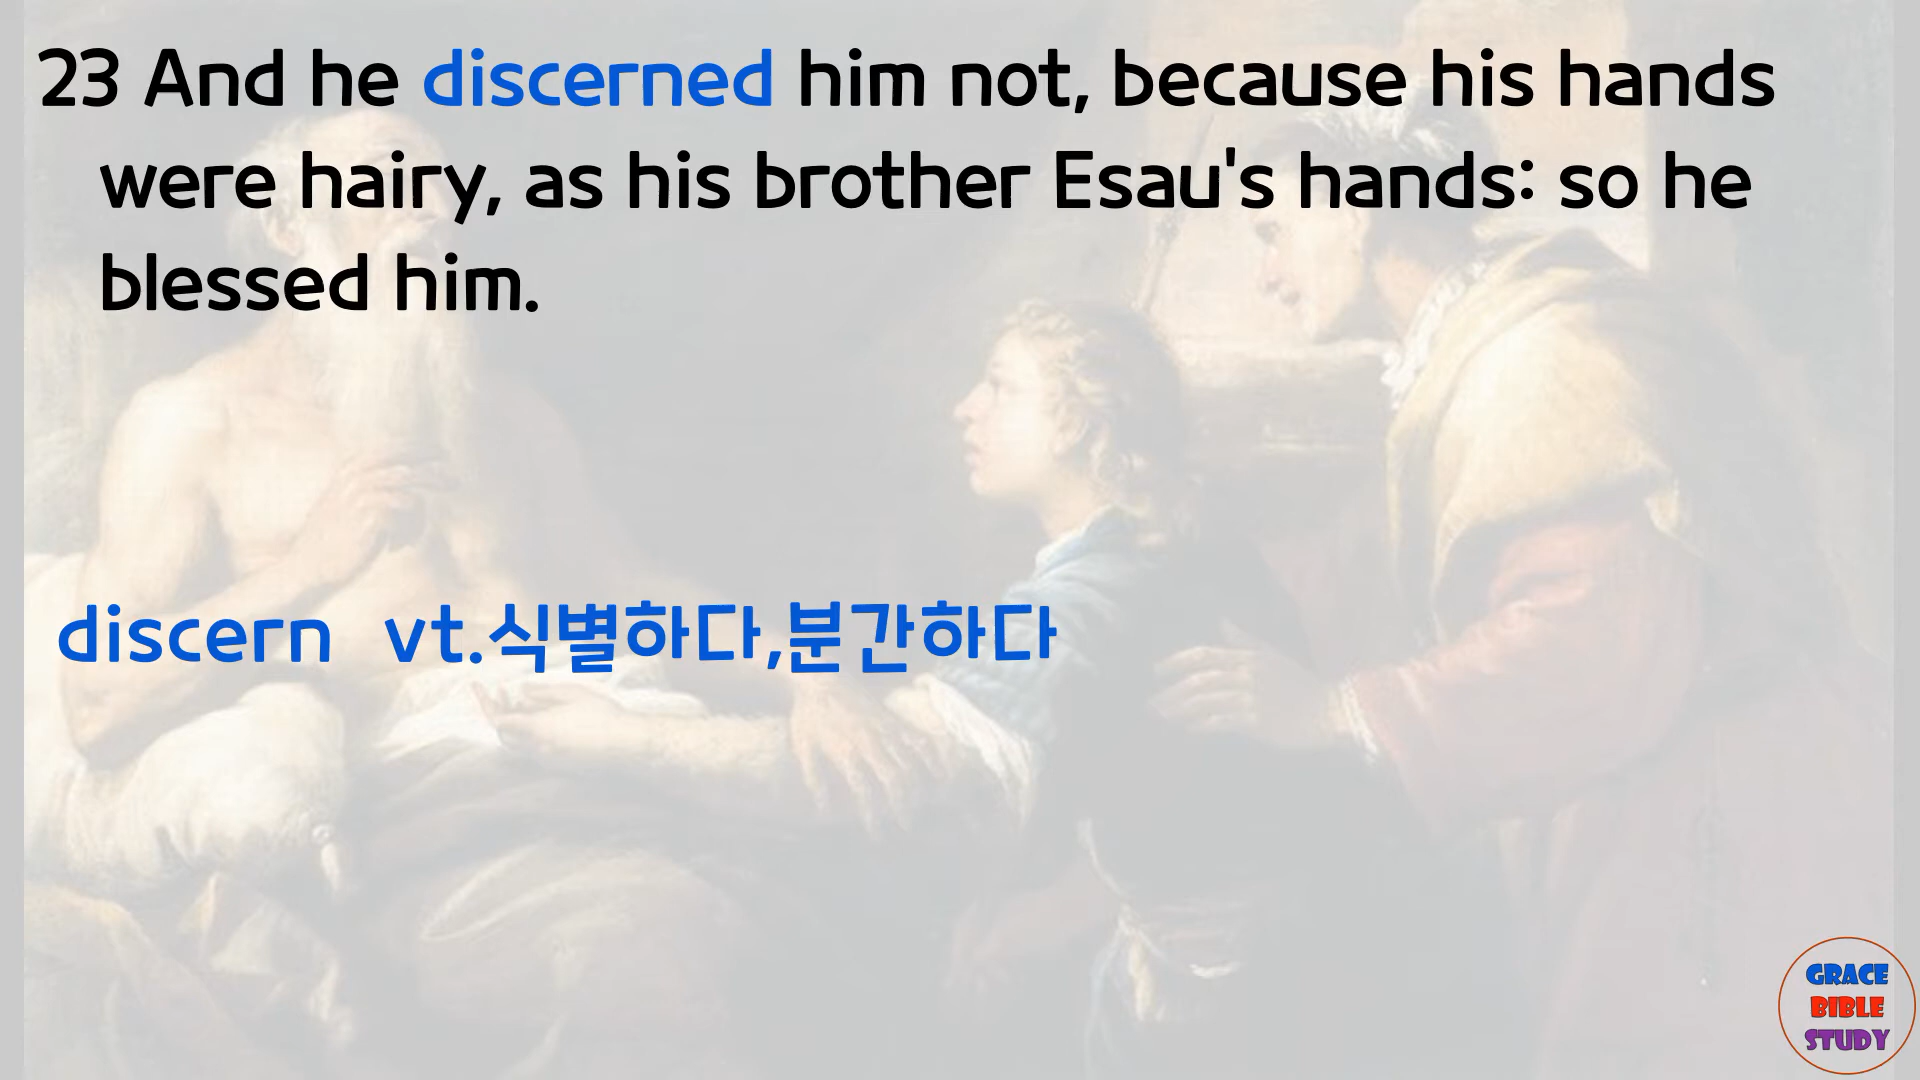 23 And he discerned him not, because his hands
were hairy, as his brother Esau's hands: so he
blessed him.
discern vt.식별하다,분간하다
GRACE
BIBLE
STUDY